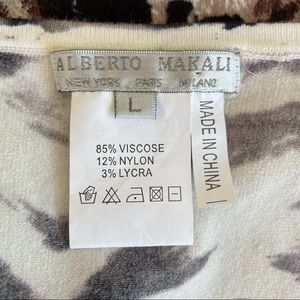 ALBERTO MAKALI
NEW YORK PARIS MILANO
L
85% VISCOSE
12% NYLON
3% LYCRA
MADE IN CHINA